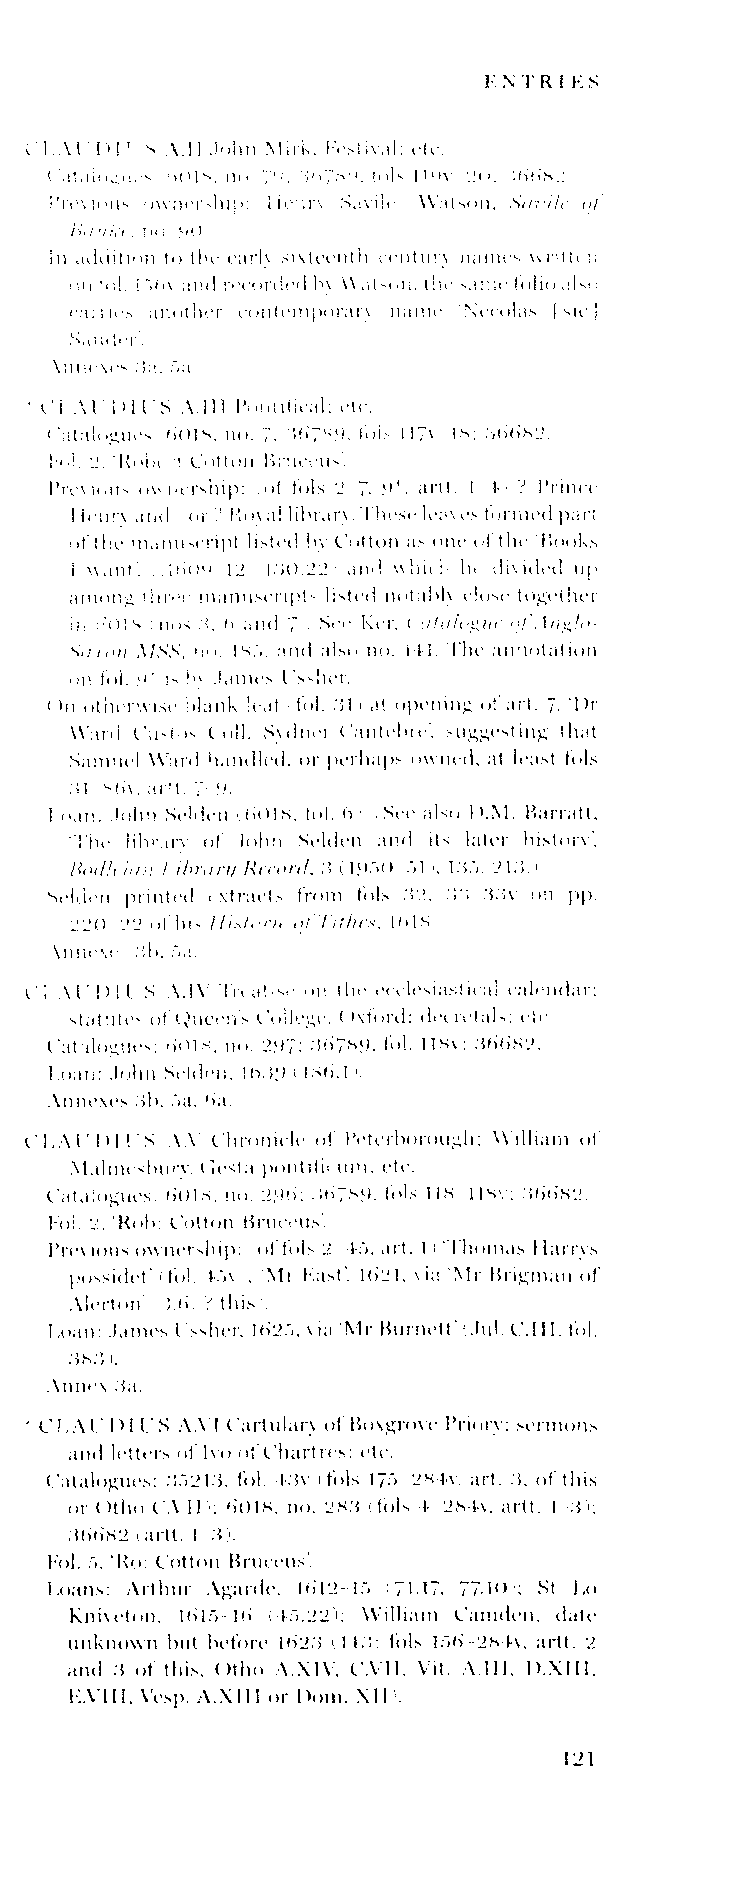 ENTRIES
CLAUDIUS A.II John Mirk, Festival; etc.
Catalogues: 6018, no. 79; 36789, fols 119v–20; 36682.
Previous ownership: Henry Savile (Watson, Savile of
Banke, no. 90).
In addition to the early sixteenth century names written
on fol. 156v and recorded by Watson, the same folio also
carries another contemporary name 'Necolas [sic]
Sauder'.
Annexes 3a, 5a.
* CLAUDIUS A.III Pontifical; etc.
Catalogues: 6018, no. 7; 36789, fols 117v–18; 36682.
Fol. 2, 'Robert Cotton Bruceus'.
Previous ownership: (of fols 2–7, 9*, artt. 1–4) ? Prince
Henry and/or ? Royal library. These leaves formed part
of the manuscript listed by Cotton as one of the 'Books
I want', c.1609–12 (130.22) and which he divided up
among three manuscripts listed notably close together
in 6018 (nos 3, 6 and 7). See Ker, Catalogue of Anglo-
Saxon MSS, no. 185, and also no. 141. The annotation
on fol. 9* is by James Ussher.
On otherwise blank leaf (fol. 31) at opening of art. 7, 'Dr
Ward Custos Coll. Sydner Cantebre', suggesting that
Samuel Ward handled, or perhaps owned, at least fols
31–86v, artt. 7–9.
Loan: John Selden (6018, fol. 6). (See also D.M. Barratt,
'The library of John Selden and its later history',
Bodleian Library Record, 3 (1950–51), 135, 213.)
Selden printed extracts from fols 32, 33–33v on pp.
220–22 of his Historie of Tithes, 1618.
Annexes 3b, 5a.
CLAUDIUS A.IV Treatise on the ecclesiastical calendar;
statutes of Queen's College, Oxford; decretals; etc.
Catalogues: 6018, no. 297; 36789, fol. 118v; 36682.
Loan: John Selden, 1639 (186.1).
Annexes 3b, 5a, 6a.
CLAUDIUS A.V Chronicle of Peterborough; William of
Malmesbury, Gesta pontificum, etc.
Catalogues: 6018, no. 296; 36789, fols 118–118v; 36682.
Fol. 2, 'Rob: Cotton Bruceus'.
Previous ownership: (of fols 2–45, art. 1) 'Thomas Harrys
possidet' (fol. 45v), 'Mr East', 1621, via 'Mr Brigman of
Alerton' (3.6, ? this).
Loan: James Ussher, 1625, via 'Mr Burnett' (Jul. C.III, fol.
383).
Annex 3a.
* CLAUDIUS A.VI Cartulary of Boxgrove Priory; sermons
and letters of Ivo of Chartres; etc.
Catalogues: 35213, fol. 43v (fols 175–284v, art. 3, of this
or Otho C.VII); 6018, no. 283 (fols 4–284v, artt. 1–3);
36682 (artt. 1–3).
Fol. 5, 'Ro: Cotton Bruceus'.
Loans: Arthur Agarde, 1612–15 (71.17, 77.10); St Lo
Kniveton, 1615–16 (45.22); William Camden, date
unknown but before 1623 (143: fols 156–284v, artt. 2
and 3 of this, Otho A.XIV, C.VII, Vit. A.III, D.XIII,
E.VIII, Vesp. A.XIII or Dom. XII).
121